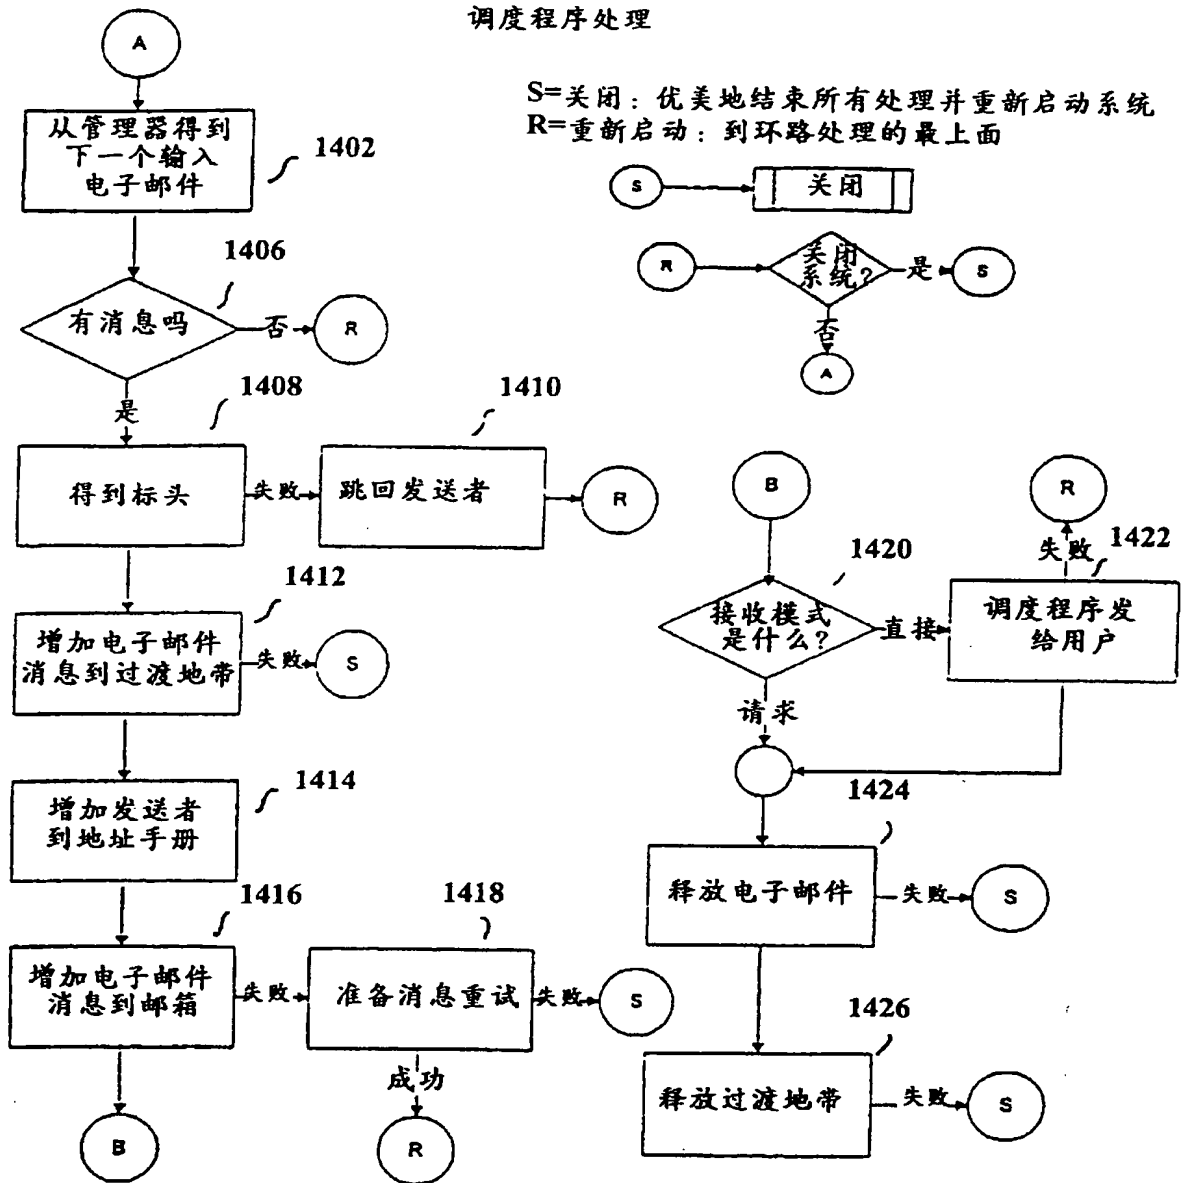 调度程序处理
A
S=关闭：优美地结束所有处理并重新启动系统
R=重新启动：到环路处理的最上面
从管理器得到
下一个输入
电子邮件
1402
S
关闭
1406
有消息吗
否
R
R
关闭
系统?
是
S
否
A
是
1408
得到标头
失败
1410
跳回发送者
R
1412
增加电子邮件
消息到过渡地带
失败
S
1414
增加发送者
到地址手册
1416
增加电子邮件
消息到邮箱
失败
1418
准备消息重试
失败
S
成功
B
R
B
1420
接收模式
是什么?
直接
R
失败
1422
调度程序发
给用户
请求
1424
释放电子邮件
失败
S
1426
释放过渡地带
失败
S